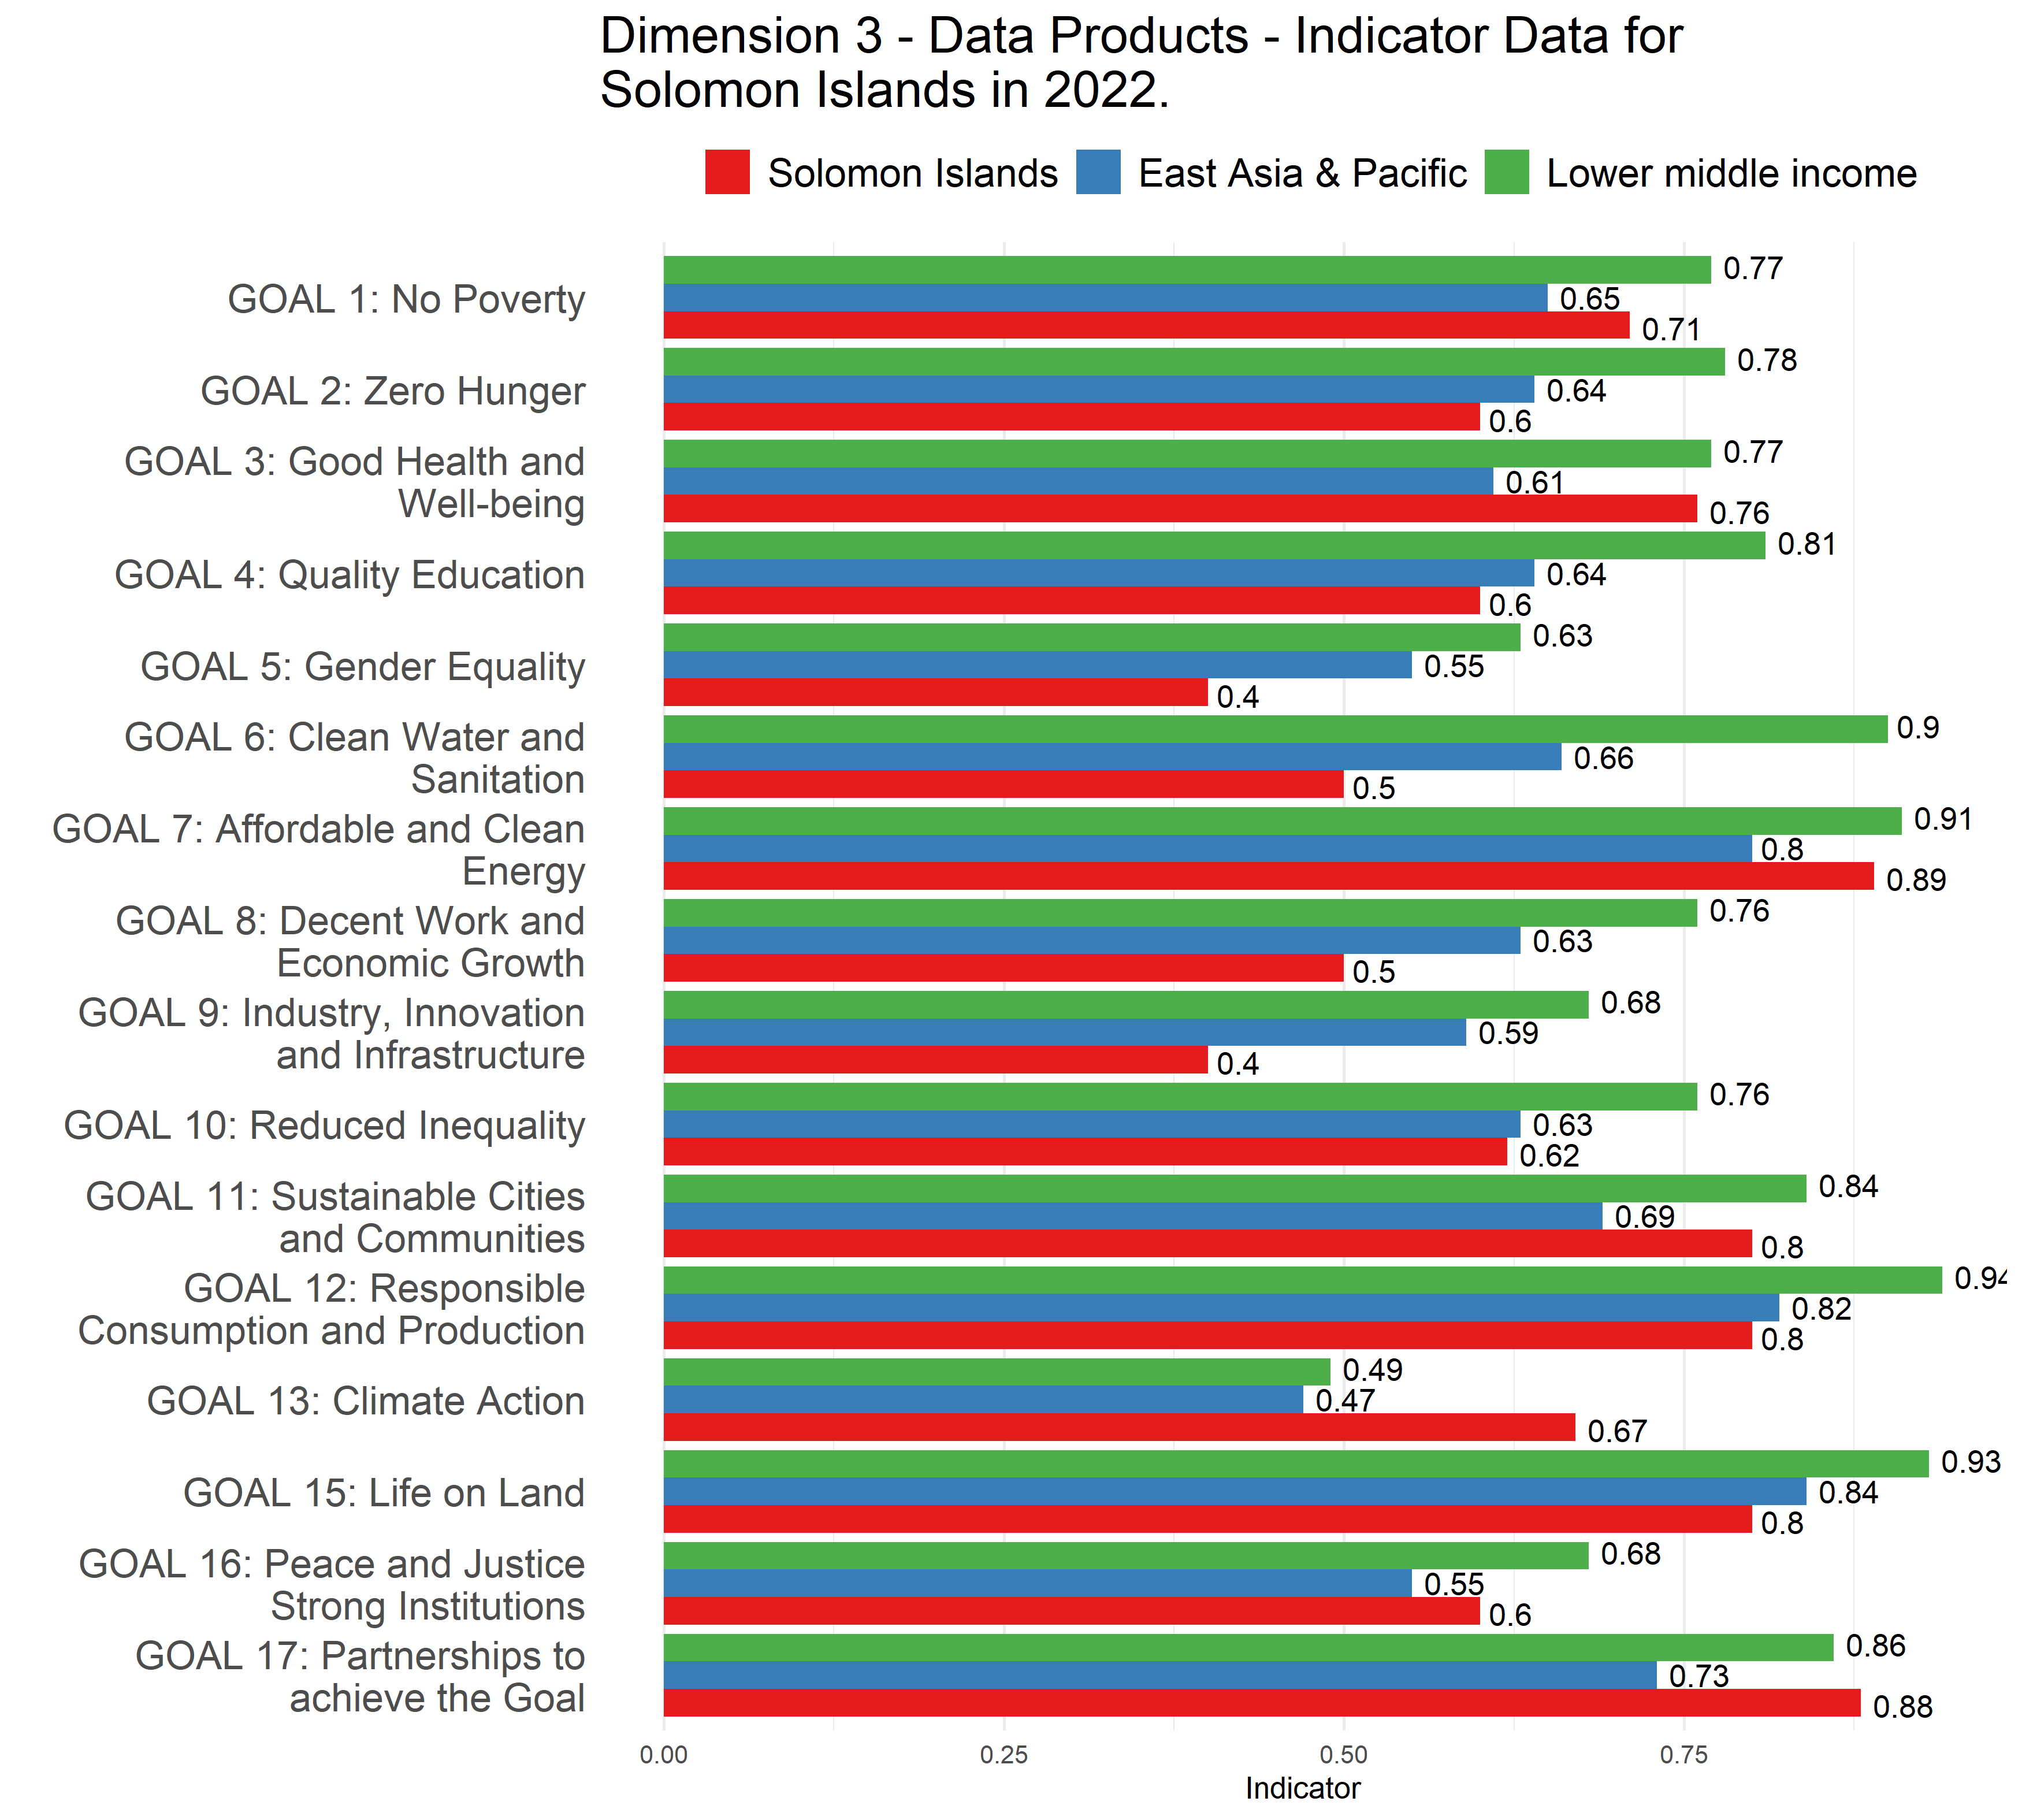 Dimension 3 - Data Products - Indicator Data for
Solomon Islands in 2022.
Solomon Islands East Asia & Pacific Lower middle income
GOAL 1: No Poverty
0.77
0.65
0.71
GOAL 2: Zero Hunger
0.78
0.64
0.6
GOAL 3: Good Health and
Well-being
0.77
0.61
0.76
GOAL 4: Quality Education
0.81
0.64
0.6
GOAL 5: Gender Equality
0.63
0.55
0.4
GOAL 6: Clean Water and
Sanitation
0.9
0.66
0.5
GOAL 7: Affordable and Clean
Energy
0.91
0.8
0.89
GOAL 8: Decent Work and
Economic Growth
0.76
0.63
0.5
GOAL 9: Industry, Innovation
and Infrastructure
0.68
0.59
0.4
GOAL 10: Reduced Inequality
0.76
0.63
0.62
GOAL 11: Sustainable Cities
and Communities
0.84
0.69
0.8
GOAL 12: Responsible
Consumption and Production
0.94
0.82
0.8
GOAL 13: Climate Action
0.49
0.47
0.67
GOAL 15: Life on Land
0.93
0.84
0.8
GOAL 16: Peace and Justice
Strong Institutions
0.68
0.55
0.6
GOAL 17: Partnerships to
achieve the Goal
0.86
0.73
0.88
0.00 0.25 0.50 0.75
Indicator